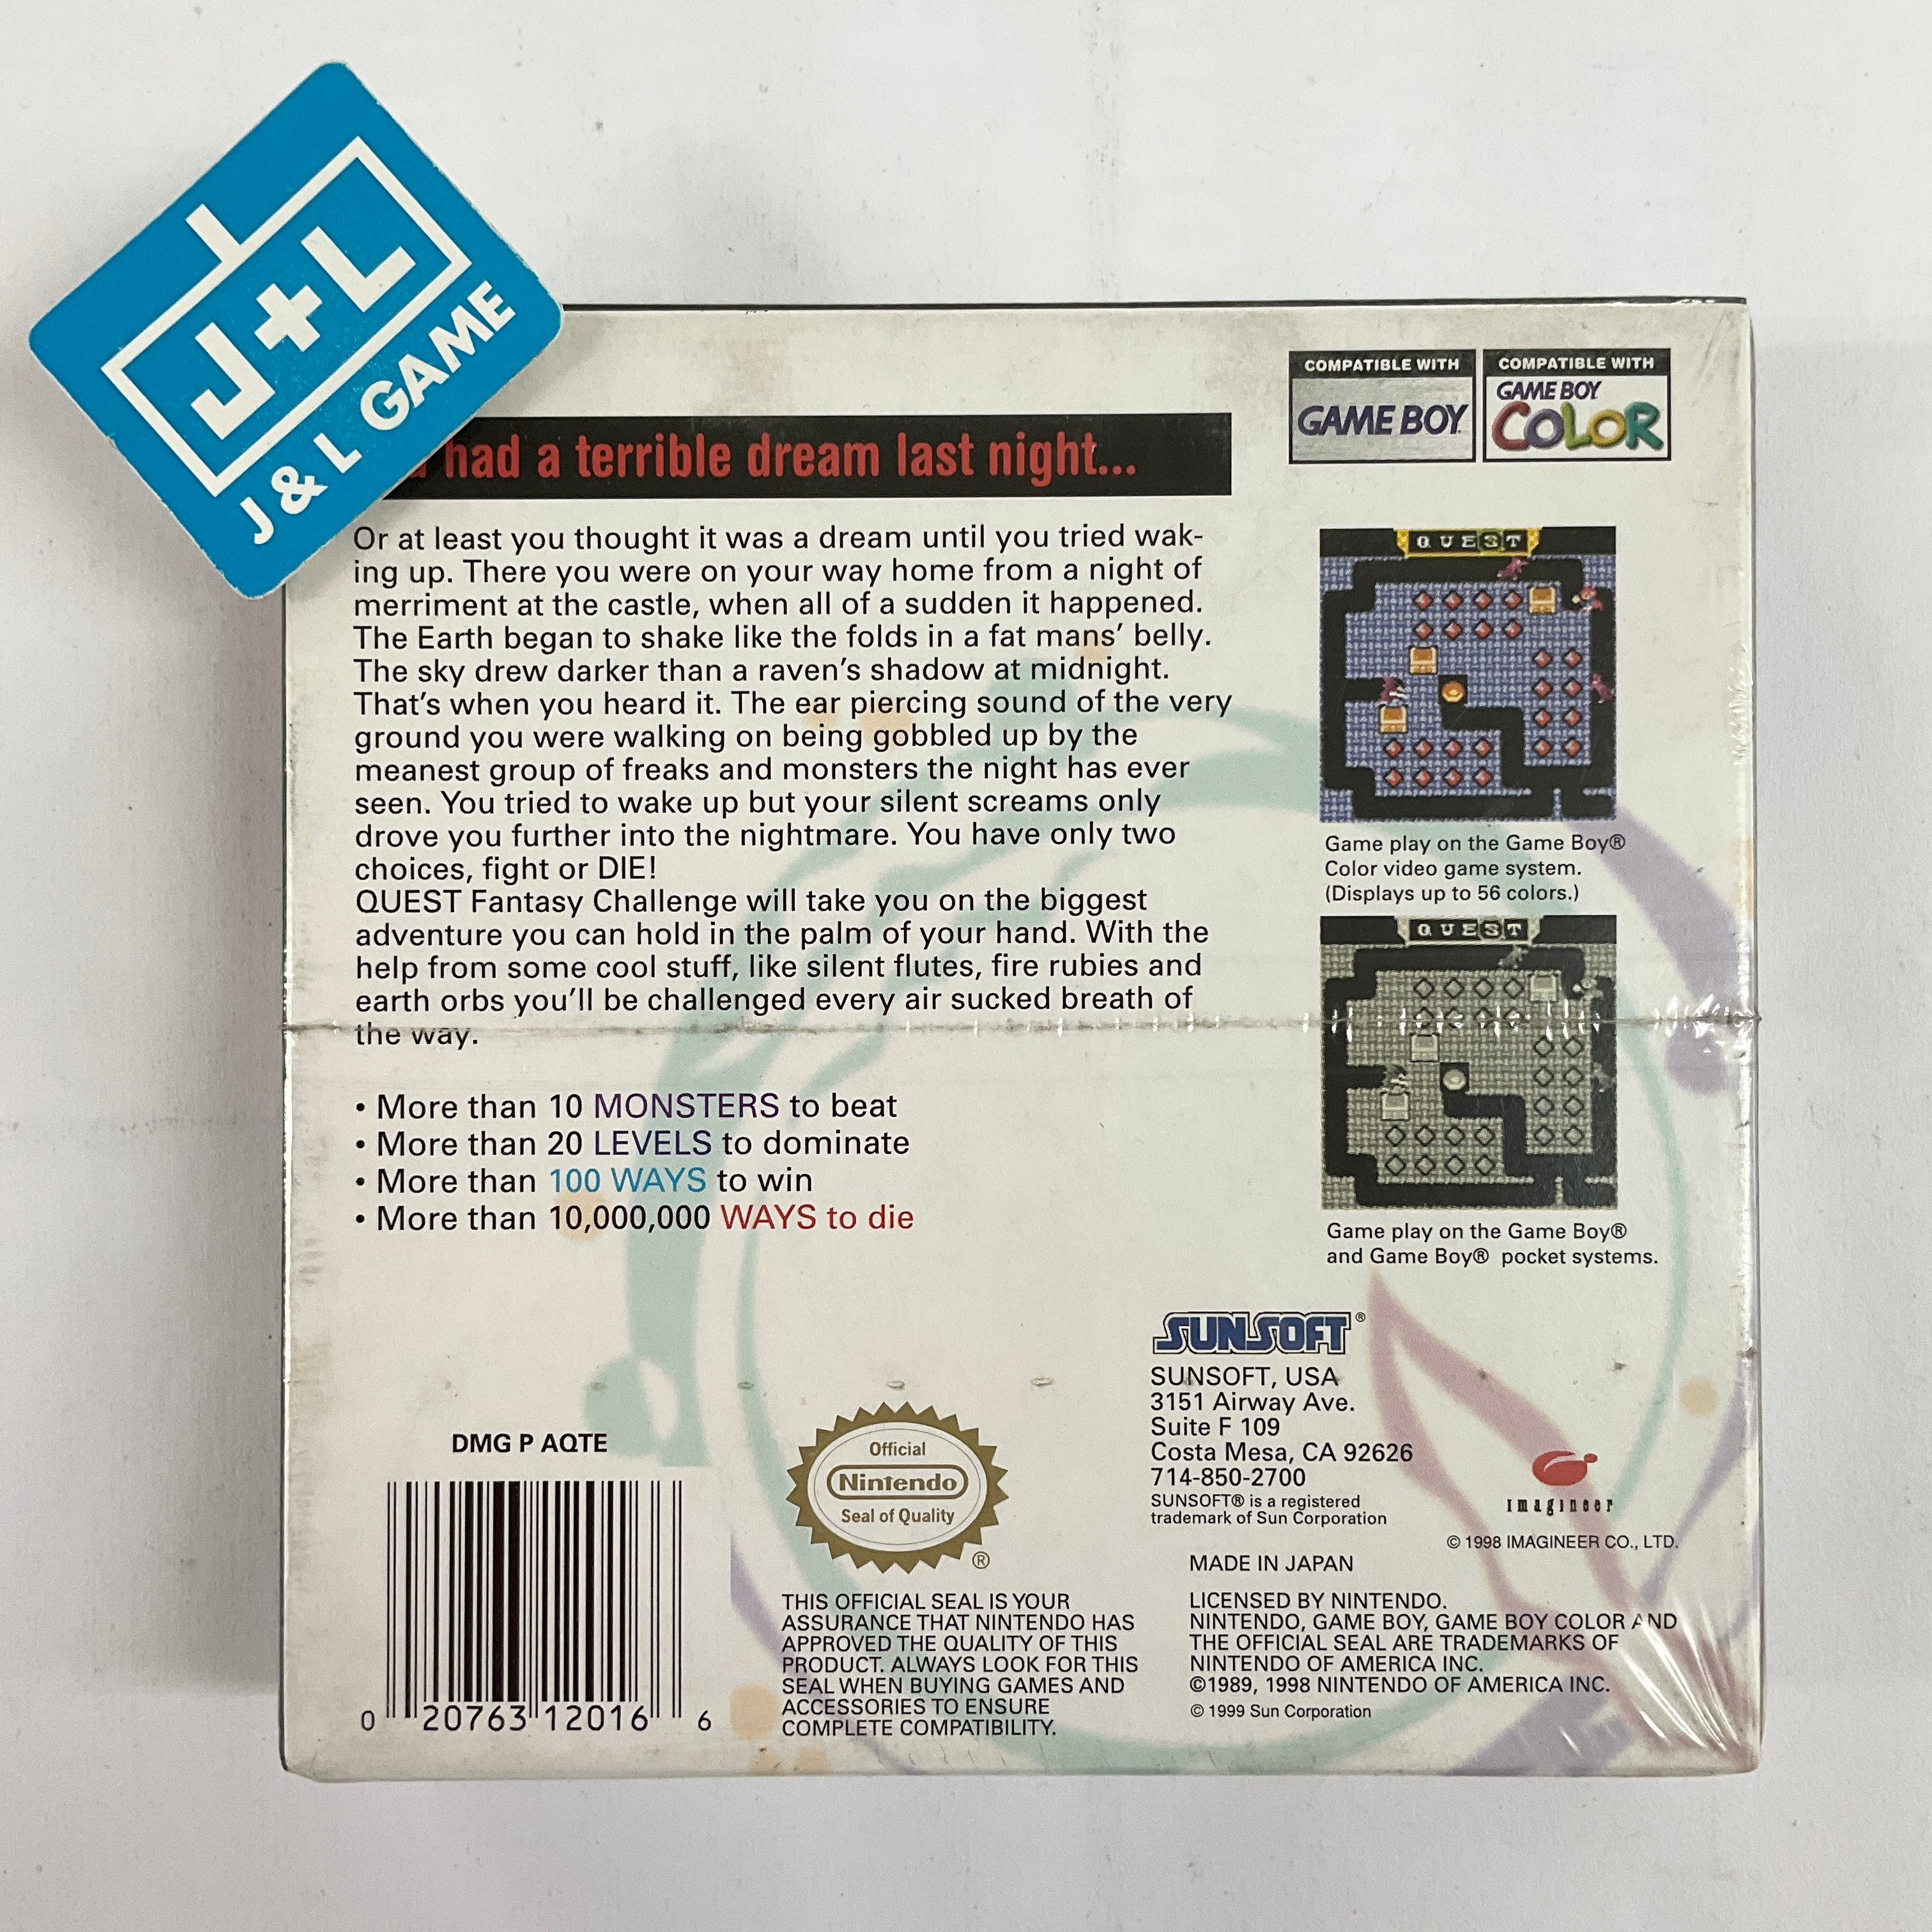 J+L
J & L GAME
had a terrible dream last night...
COMPATIBLE WITH
GAME BOY
COMPATIBLE WITH
GAME BOY
COLOR
Or at least you thought it was a dream until you tried wak-
ing up. There you were on your way home from a night of
merriment at the castle, when all of a sudden it happened.
The Earth began to shake like the folds in a fat mans' belly.
The sky drew darker than a raven's shadow at midnight.
That's when you heard it. The ear piercing sound of the very
ground you were walking on being gobbled up by the
meanest group of freaks and monsters the night has ever
seen. You tried to wake up but your silent screams only
drove you further into the nightmare. You have only two
choices, fight or DIE!
QUEST Fantasy Challenge will take you on the biggest
adventure you can hold in the palm of your hand. With the
help from some cool stuff, like silent flutes, fire rubies and
earth orbs you'll be challenged every air sucked breath of
the way.
• More than 10 MONSTERS to beat
• More than 20 LEVELS to dominate
• More than 100 WAYS to win
• More than 10,000,000 WAYS to die
QUEST
Game play on the Game Boy®
Color video game system.
(Displays up to 56 colors.)
QUEST
Game play on the Game Boy®
and Game Boy® pocket systems.
DMG P AQTE
0 20763 12016 6
Official
Nintendo
Seal of Quality
®
THIS OFFICIAL SEAL IS YOUR
ASSURANCE THAT NINTENDO HAS
APPROVED THE QUALITY OF THIS
PRODUCT. ALWAYS LOOK FOR THIS
SEAL WHEN BUYING GAMES AND
ACCESSORIES TO ENSURE
COMPLETE COMPATIBILITY.
SUNSOFT®
SUNSOFT, USA
3151 Airway Ave.
Suite F 109
Costa Mesa, CA 92626
714-850-2700
SUNSOFT® is a registered
trademark of Sun Corporation
imagineer
© 1998 IMAGINEER CO., LTD.
MADE IN JAPAN
LICENSED BY NINTENDO.
NINTENDO, GAME BOY, GAME BOY COLOR AND
THE OFFICIAL SEAL ARE TRADEMARKS OF
NINTENDO OF AMERICA INC.
©1989, 1998 NINTENDO OF AMERICA INC.
© 1999 Sun Corporation